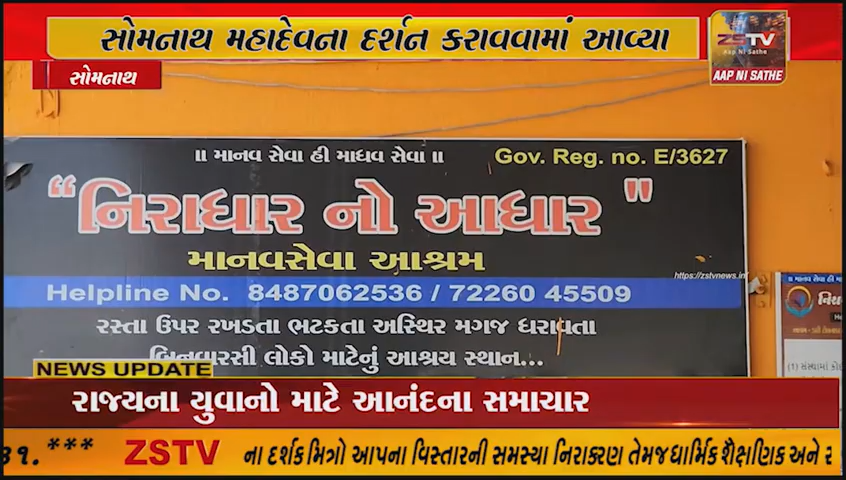 સોમનાથ મહાદેવના દર્શન કરાવવામાં આવ્યા
ZSTV
Aap Ni Sathe
AAP NI SATHE
સોમનાથ
॥ માનવ સેવા હી માધવ સેવા ॥
Gov. Reg. no. E/3627
"નિરાધાર નો આધાર"
માનવસેવા આશ્રમ
https://zstvnews.in/
Helpline No. 8487062536 / 72260 45509
રસ્તા ઉપર રખડતા ભટકતા અસ્થિર મગજ ધરાવતા
બિનવારસી લોકો માટેનું આશ્રય સ્થાન...
॥ માનવ સેવા હી
NEWS UPDATE
રાજ્યના યુવાનો માટે આનંદના સમાચાર
૩૧. *** ZSTV ના દર્શક મિત્રો આપના વિસ્તારની સમસ્યા નિરાકરણ તેમજ ધાર્મિક શૈક્ષણિક અને ર